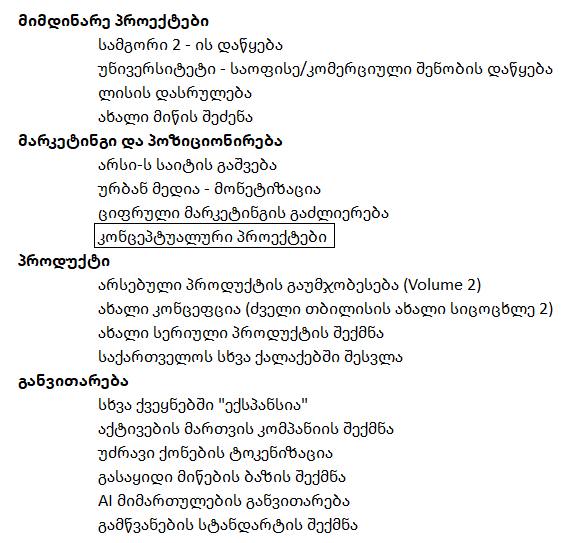 მიმდინარე პროექტები
სამგორი 2 - ის დაწყება
უნივერსიტეტი - საოფისე/კომერციული შენობის დაწყება
ლისის დასრულება
ახალი მიწის შეძენა
მარკეტინგი და პოზიციონირება
არსი-ს საიტის გაშვება
ურბან მედია - მონეტიზაცია
ციფრული მარკეტინგის გაძლიერება
კონცეპტუალური პროექტები
პროდუქტი
არსებული პროდუქტის გაუმჯობესება (Volume 2)
ახალი კონცეფცია (ძველი თბილისის ახალი სიცოცხლე 2)
ახალი სერიული პროდუქტის შექმნა
საქართველოს სხვა ქალაქებში შესვლა
განვითარება
სხვა ქვეყნებში "ექსპანსია"
აქტივების მართვის კომპანიის შექმნა
უძრავი ქონების ტოკენიზაცია
გასაყიდი მიწების ბაზის შექმნა
AI მიმართულების განვითარება
გამწვანების სტანდარტის შექმნა